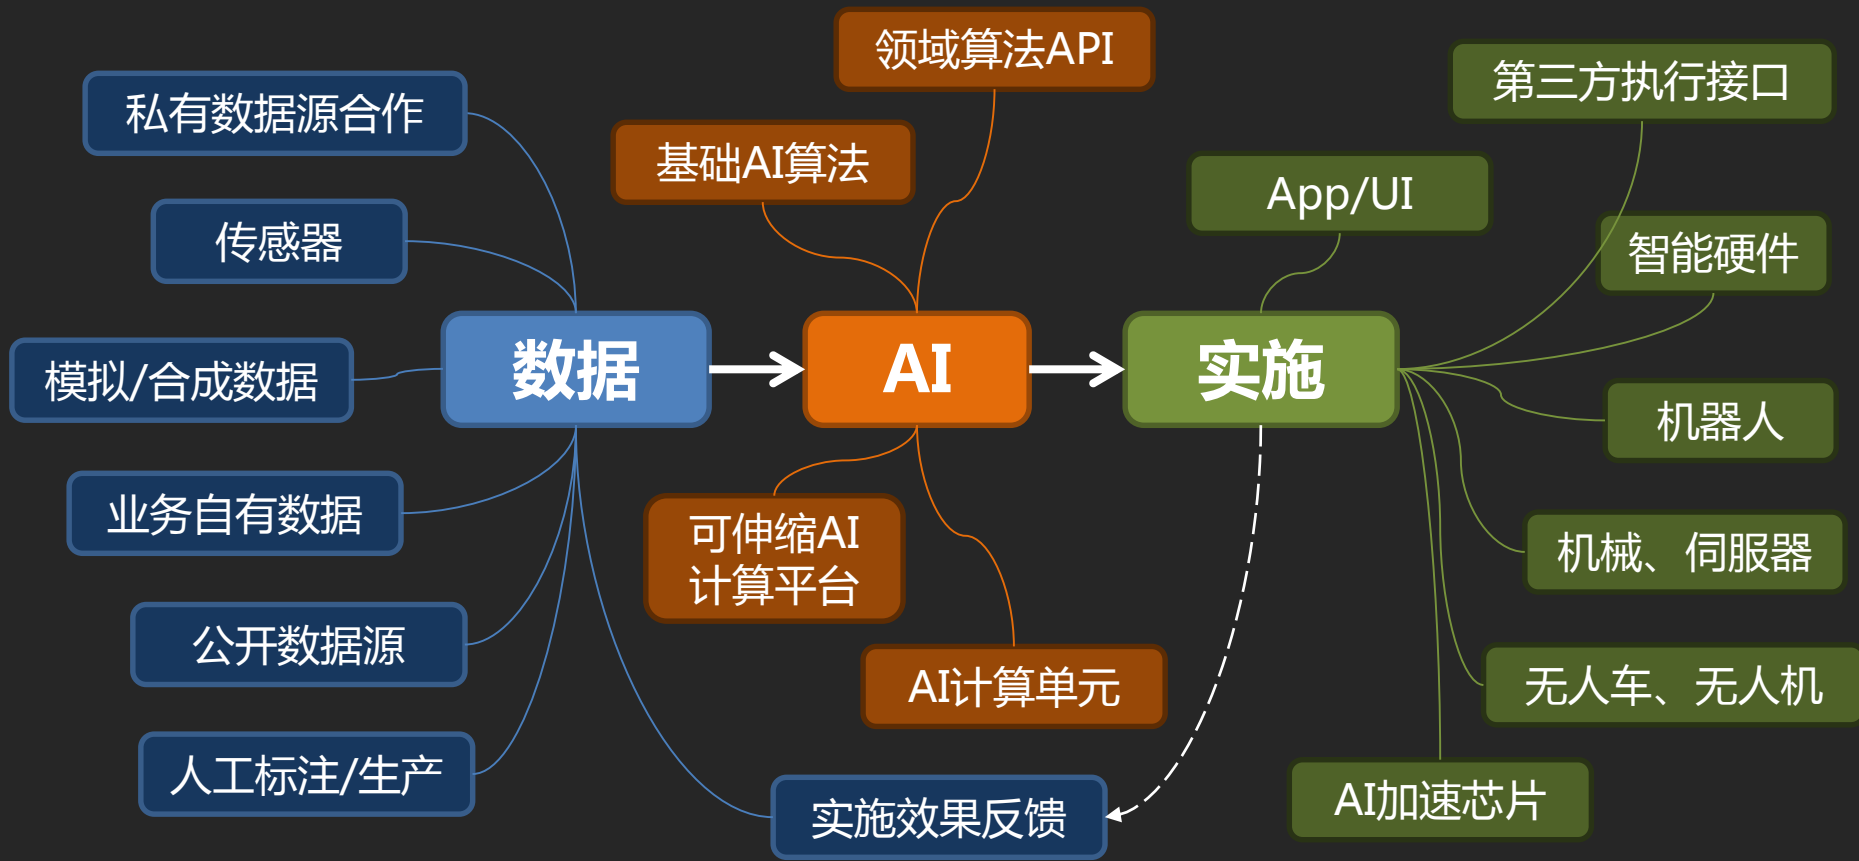 领域算法API
第三方执行接口
私有数据源合作
基础AI算法
App/UI
传感器
智能硬件
模拟/合成数据
数据
AI
实施
机器人
业务自有数据
可伸缩AI
计算平台
机械、伺服器
公开数据源
AI计算单元
无人车、无人机
人工标注/生产
实施效果反馈
AI加速芯片